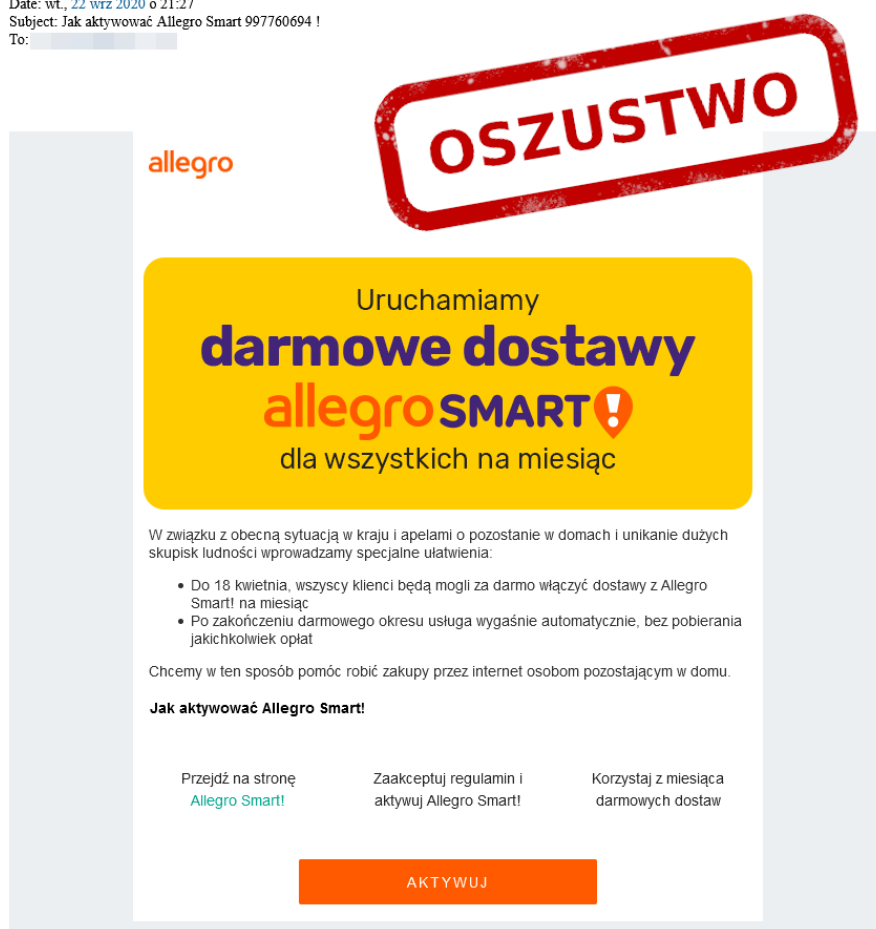 Date: wt., 22 wrz 2020 o 21:27
Subject: Jak aktywować Allegro Smart 997760694 !
To:
OSZUSTWO
allegro
Uruchamiamy
darmowe dostawy
allegro SMART!
dla wszystkich na miesiąc
W związku z obecną sytuacją w kraju i apelami o pozostanie w domach i unikanie dużych
skupisk ludności wprowadzamy specjalne ułatwienia:
• Do 18 kwietnia, wszyscy klienci będą mogli za darmo włączyć dostawy z Allegro
Smart! na miesiąc
• Po zakończeniu darmowego okresu usługa wygaśnie automatycznie, bez pobierania
jakichkolwiek opłat
Chcemy w ten sposób pomóc robić zakupy przez internet osobom pozostającym w domu.
Jak aktywować Allegro Smart!
Przejdź na stronę
Allegro Smart!
Zaakceptuj regulamin i
aktywuj Allegro Smart!
Korzystaj z miesiąca
darmowych dostaw
AKTYWUJ